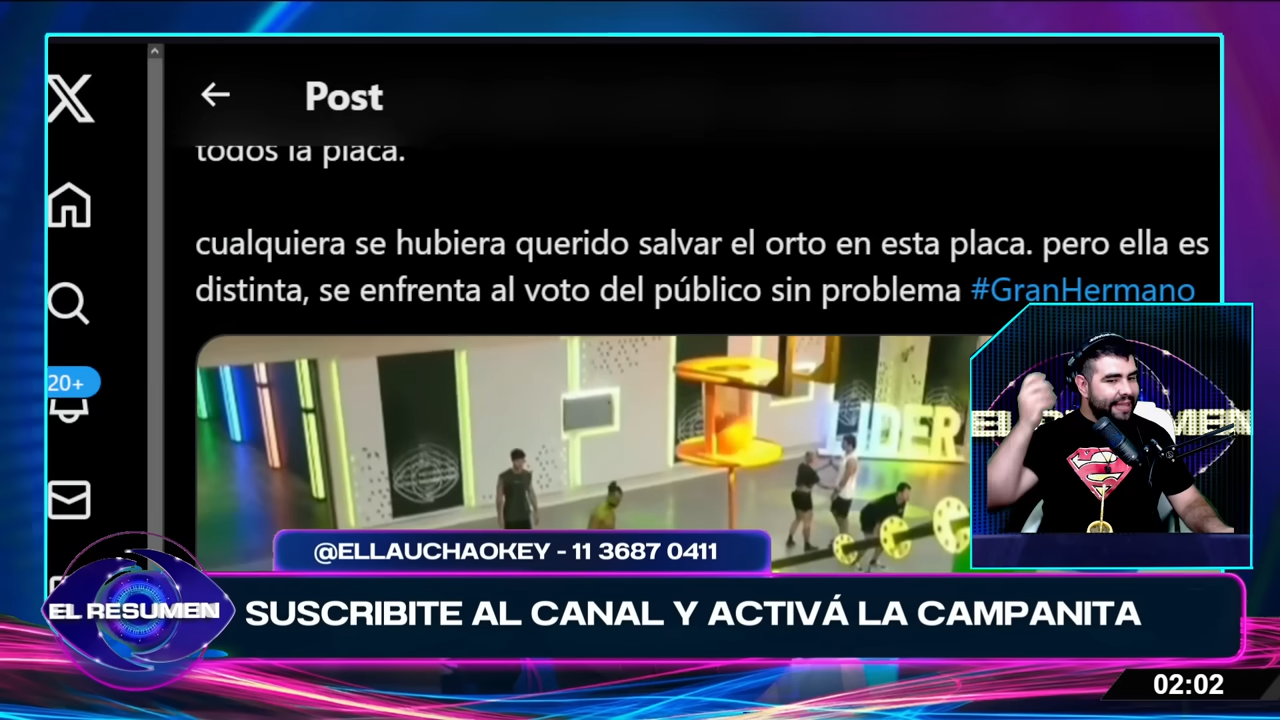 Post
todos la placa.
cualquiera se hubiera querido salvar el orto en esta placa. pero ella es
distinta, se enfrenta al voto del público sin problema #GranHermano
20+
LIDER
EL RESUMEN
@ELLAUCHAOKEY - 11 3687 0411
EL RESUMEN
SUSCRIBITE AL CANAL Y ACTIVÁ LA CAMPANITA
02:02